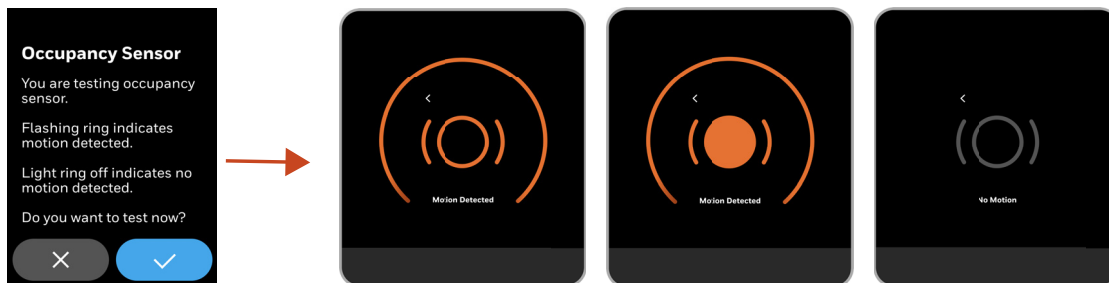 Occupancy Sensor
You are testing occupancy
sensor.
Flashing ring indicates
motion detected.
Light ring off indicates no
motion detected.
Do you want to test now?
Motion Detected
Motion Detected
No Motion